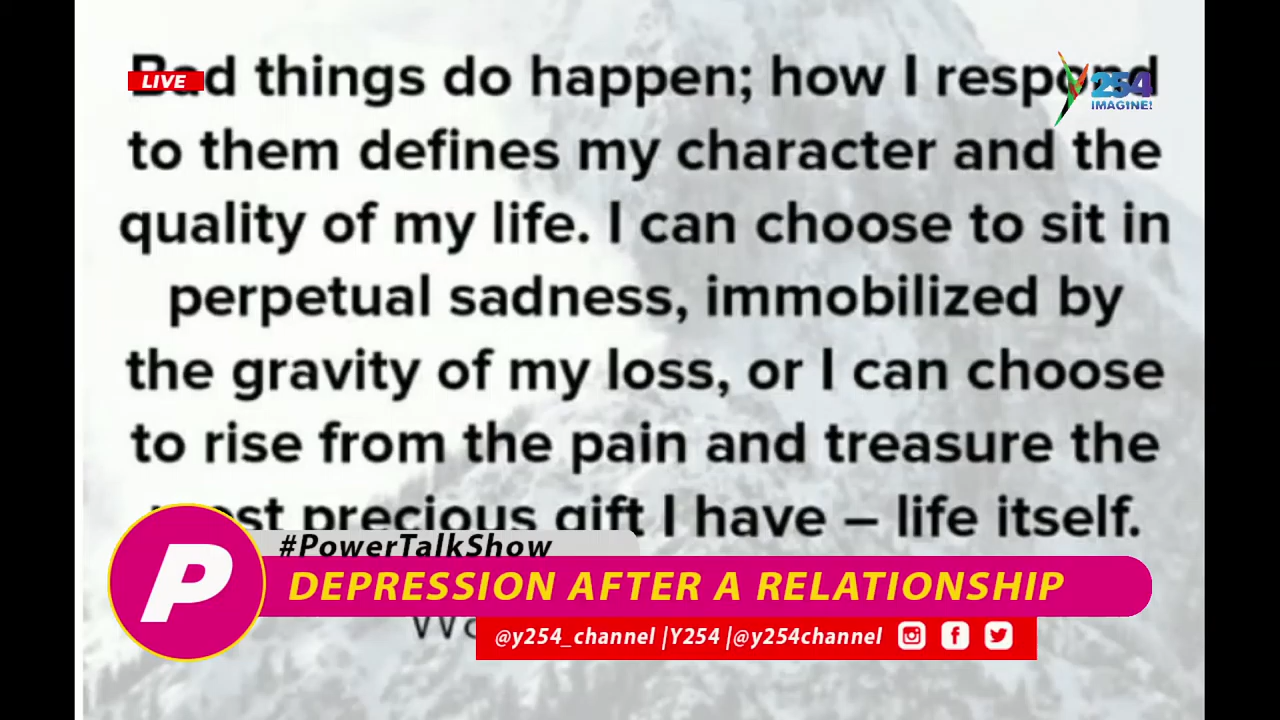 LIVE
Bad things do happen; how I respond
Y254
IMAGINE!
to them defines my character and the
quality of my life. I can choose to sit in
perpetual sadness, immobilized by
the gravity of my loss, or I can choose
to rise from the pain and treasure the
most precious gift I have – life itself.
#PowerTalkShow
P
DEPRESSION AFTER A RELATIONSHIP
@y254_channel |Y254 |@y254channel